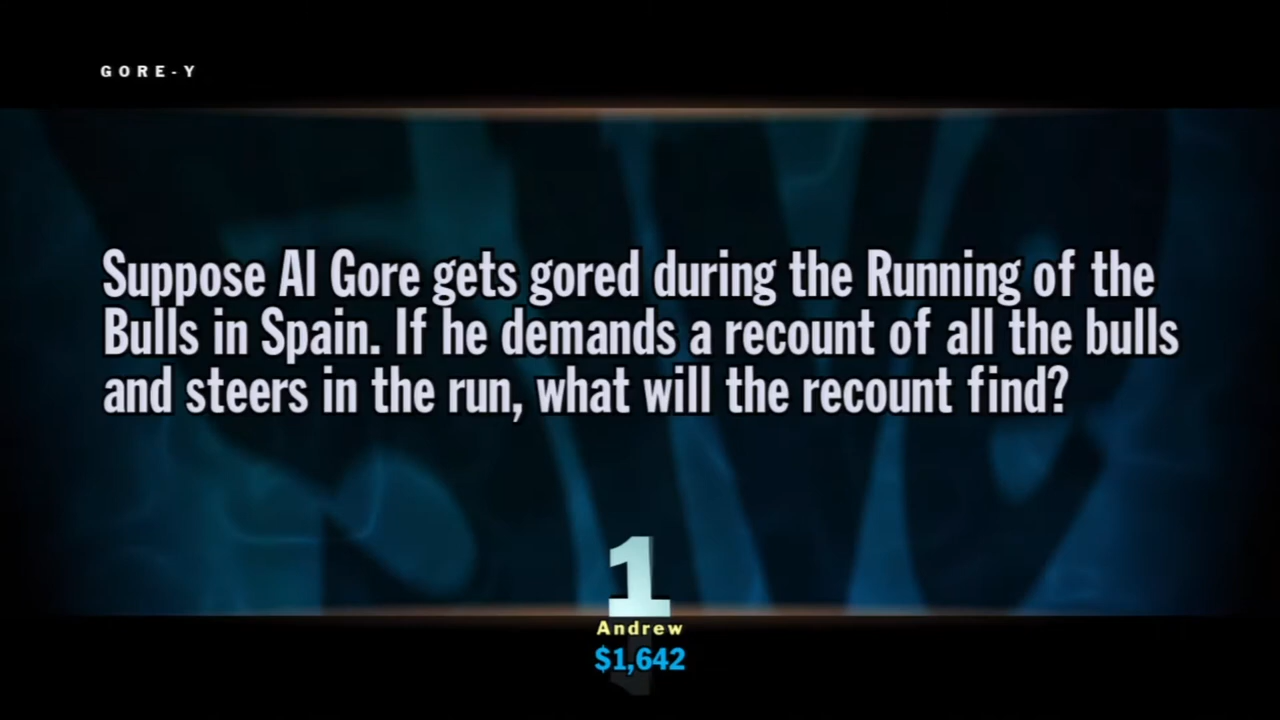 GORE-Y
Suppose Al Gore gets gored during the Running of the
Bulls in Spain. If he demands a recount of all the bulls
and steers in the run, what will the recount find?
1
Andrew
$1,642